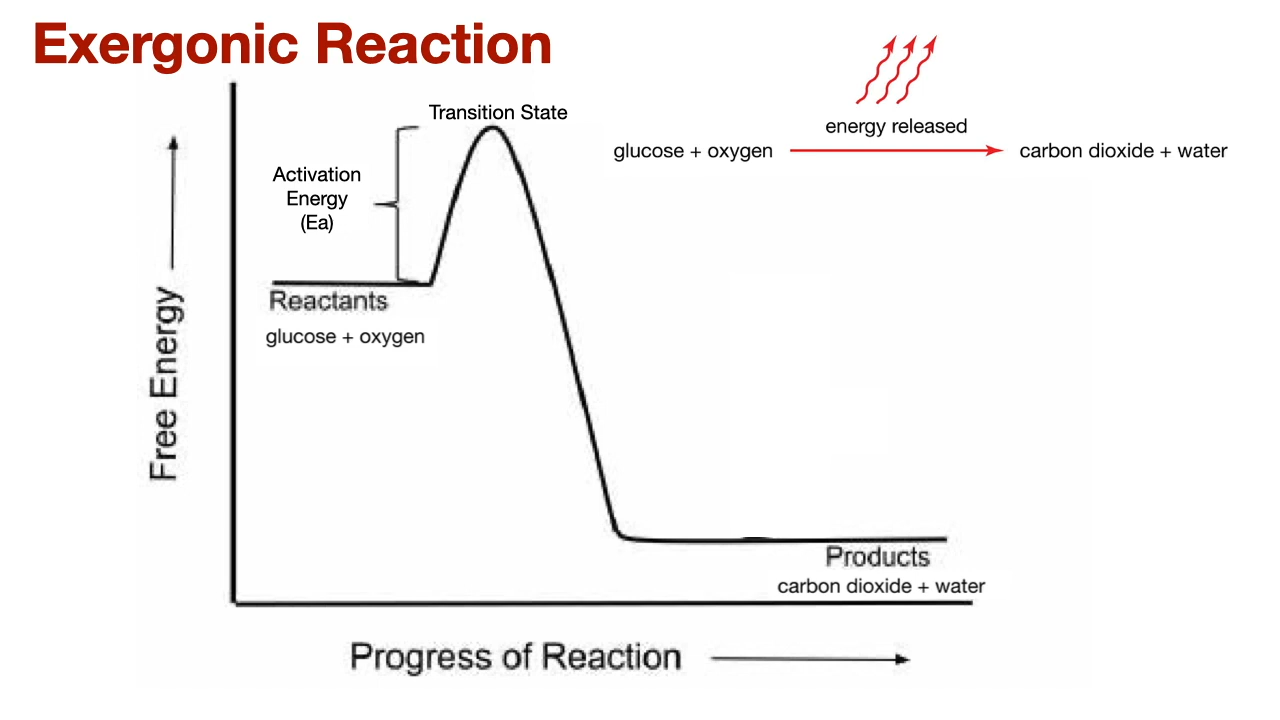 Exergonic Reaction
Transition State
energy released
glucose + oxygen
carbon dioxide + water
Activation
Energy
(Ea)
Reactants
glucose + oxygen
Free Energy
Products
carbon dioxide + water
Progress of Reaction